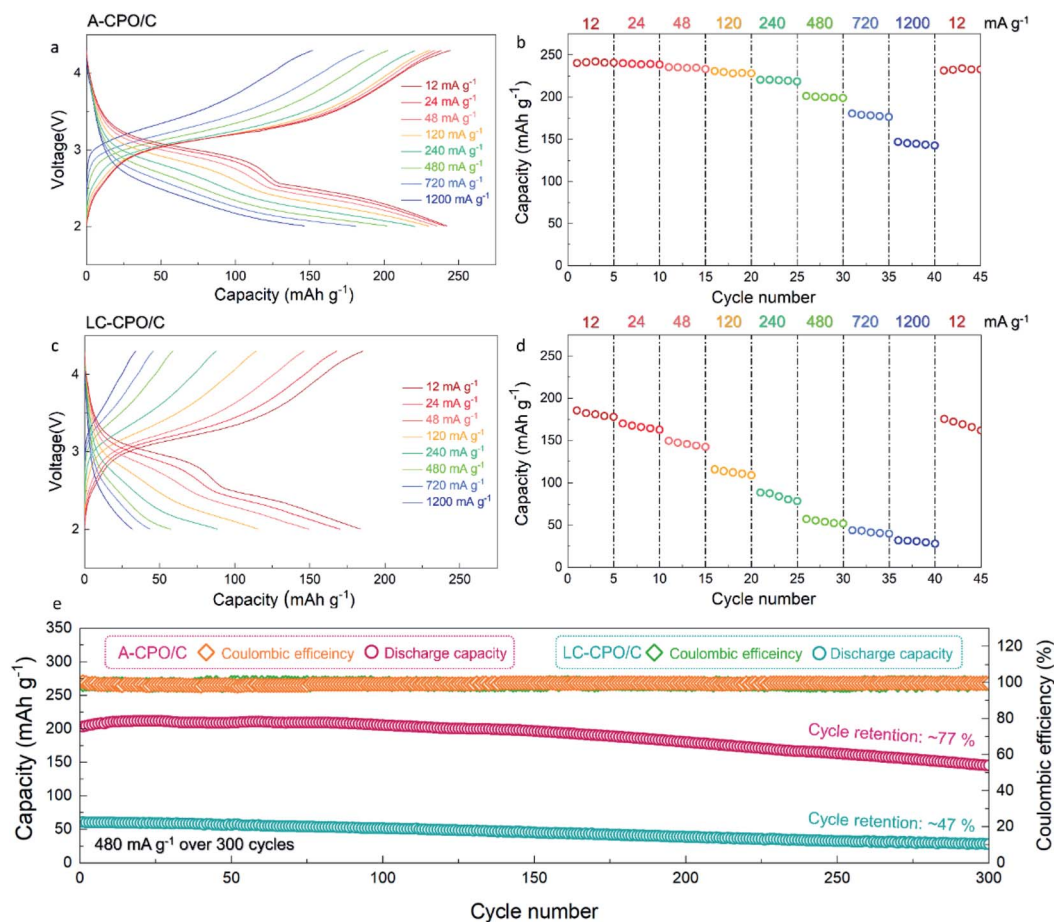 A-CPO/C
a
4
3
2
Voltage(V)
12 mA g-1
24 mA g-1
48 mA g-1
120 mA g-1
240 mA g-1
480 mA g-1
720 mA g-1
1200 mA g-1
0 50 100 150 200 250
Capacity (mAh g-1)
b
12 24 48 120 240 480 720 1200 12 mA g-1
250
200
150
100
50
0
Capacity (mAh g-1)
0 5 10 15 20 25 30 35 40 45
Cycle number
LC-CPO/C
c
4
3
2
Voltage(V)
12 mA g-1
24 mA g-1
48 mA g-1
120 mA g-1
240 mA g-1
480 mA g-1
720 mA g-1
1200 mA g-1
0 50 100 150 200 250
Capacity (mAh g-1)
d
12 24 48 120 240 480 720 1200 12 mA g-1
250
200
150
100
50
0
Capacity (mAh g-1)
0 5 10 15 20 25 30 35 40 45
Cycle number
e
350
300
250
200
150
100
50
0
Capacity (mAh g-1)
A-CPO/C Coulombic efficeincy Discharge capacity
LC-CPO/C Coulombic efficeincy Discharge capacity
Cycle retention: ~77 %
Cycle retention: ~47 %
480 mA g-1 over 300 cycles
120
100
80
60
40
20
0
Coulombic efficiency (%)
0 50 100 150 200 250 300
Cycle number